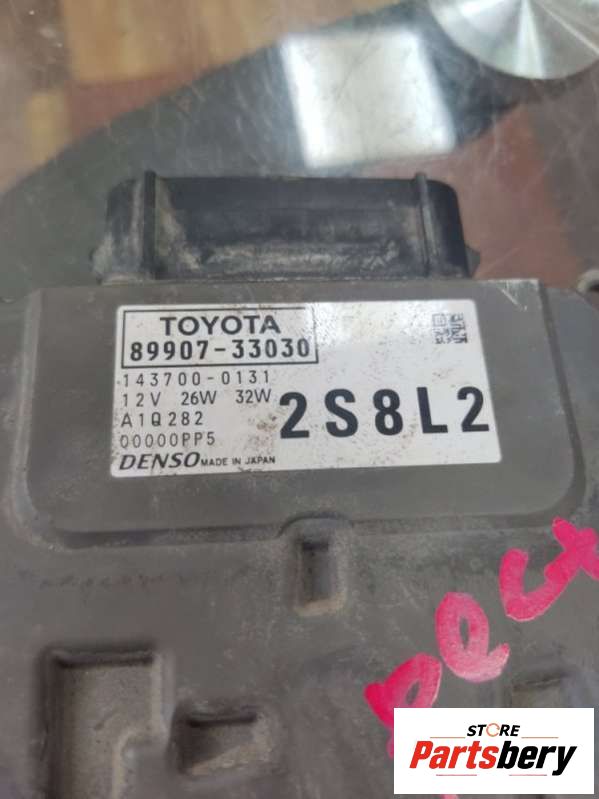 TOYOTA
89907-33030
143700-0131
12V 26W 32W
A1Q282
00000PP5
2S8L2
DENSO MADE IN JAPAN
STORE
Partsbery